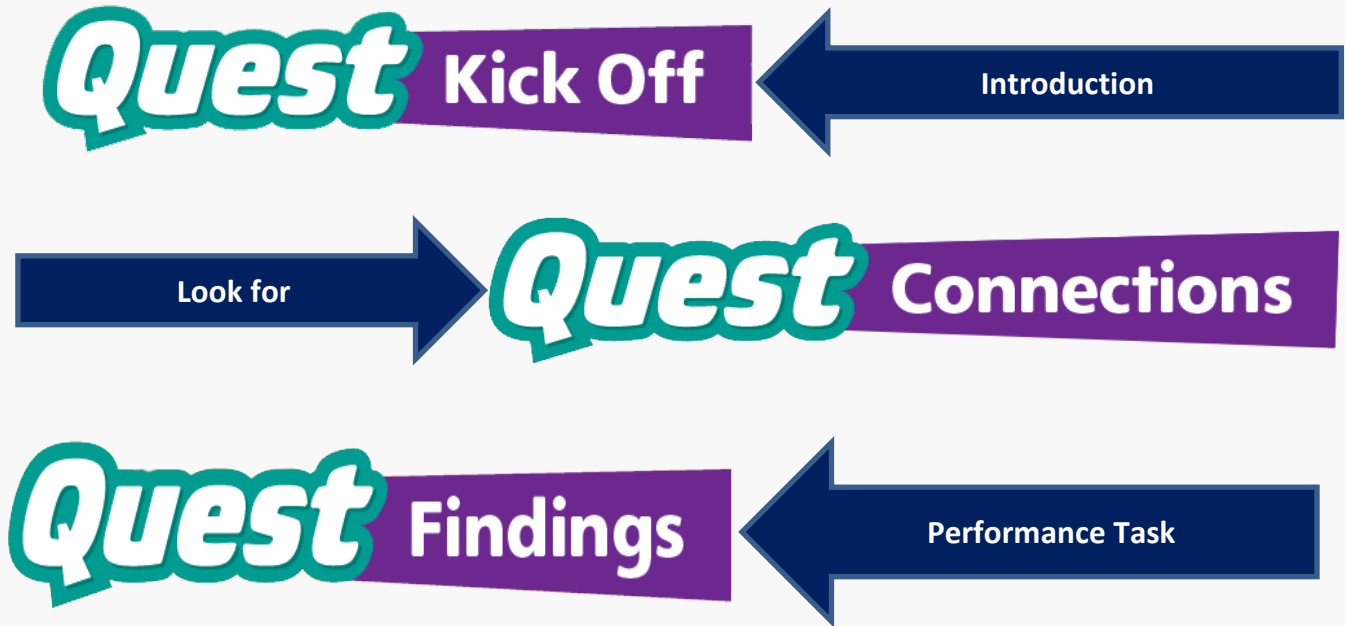 Quest Kick Off Introduction
Look for Quest Connections
Quest Findings Performance Task